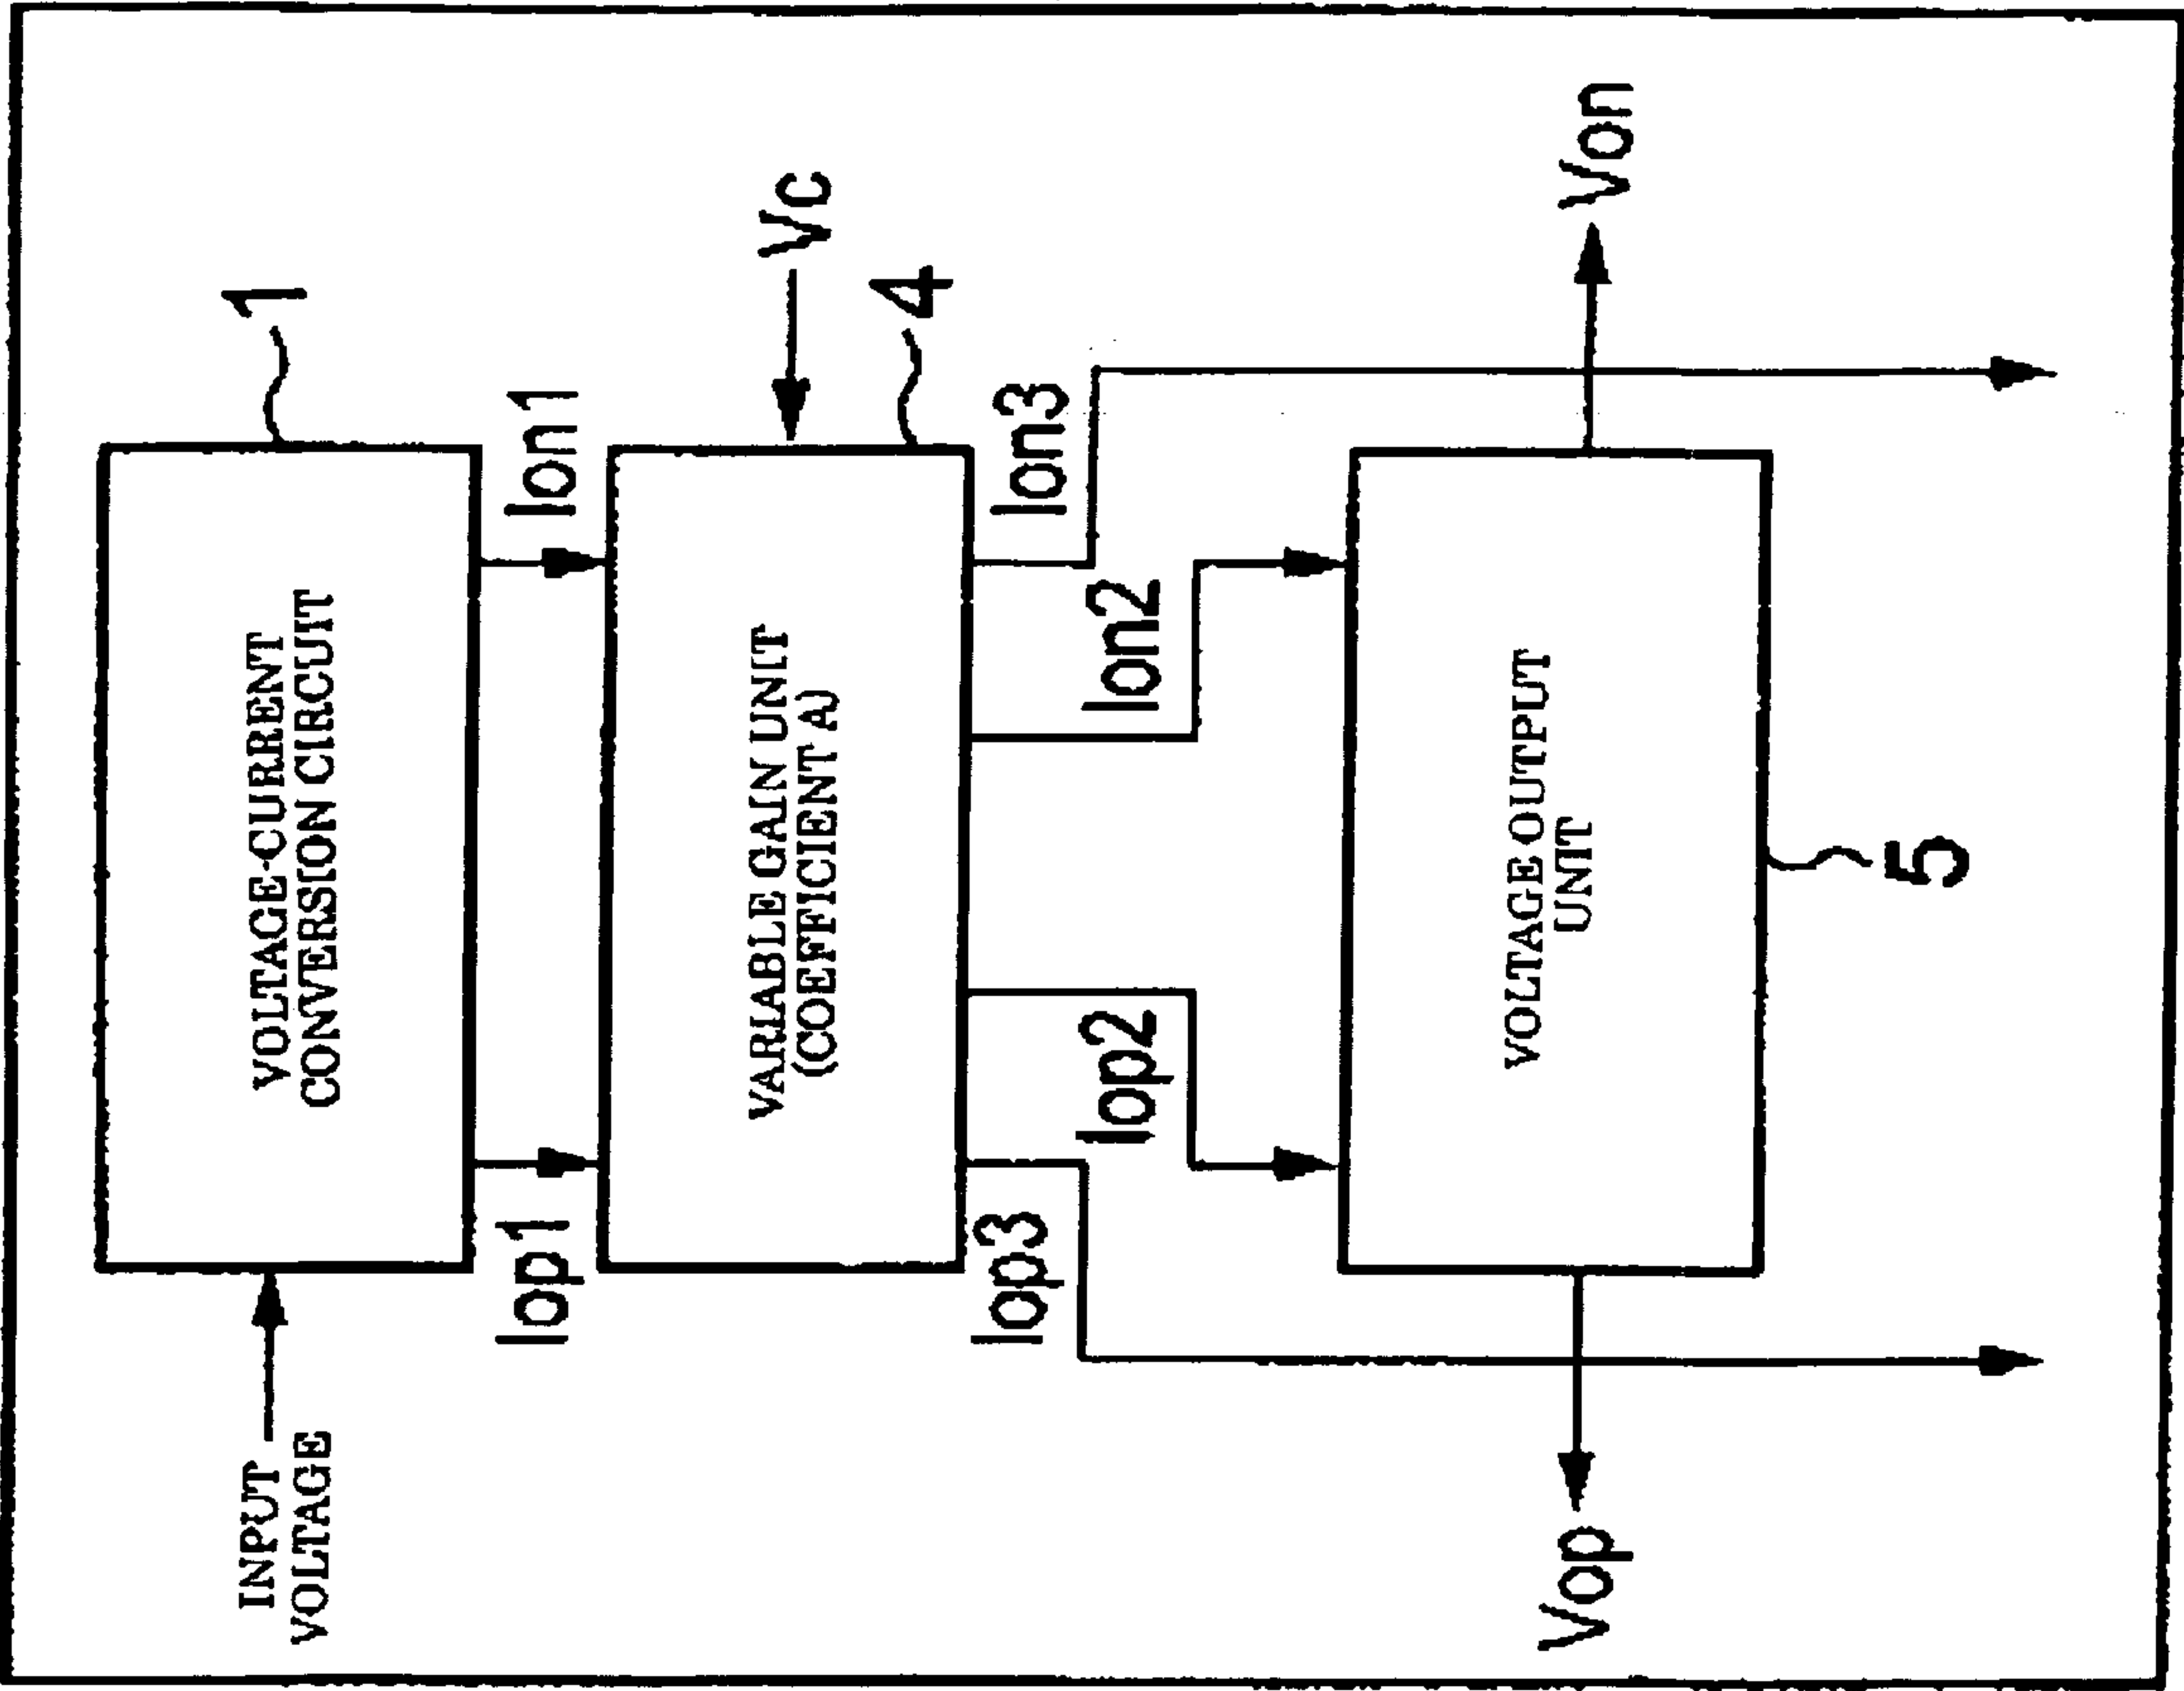 INPUT
VOLTAGE
VOLTAGE-CURRENT
CONVERSION CIRCUIT
1
Iop1
Ion1
VARIABLE GAIN UNIT
(COEFFICIENT A)
Vc
4
Iop3
Ion3
Iop2
Ion2
Vop
VOLTAGE OUTPUT
UNIT
Von
5